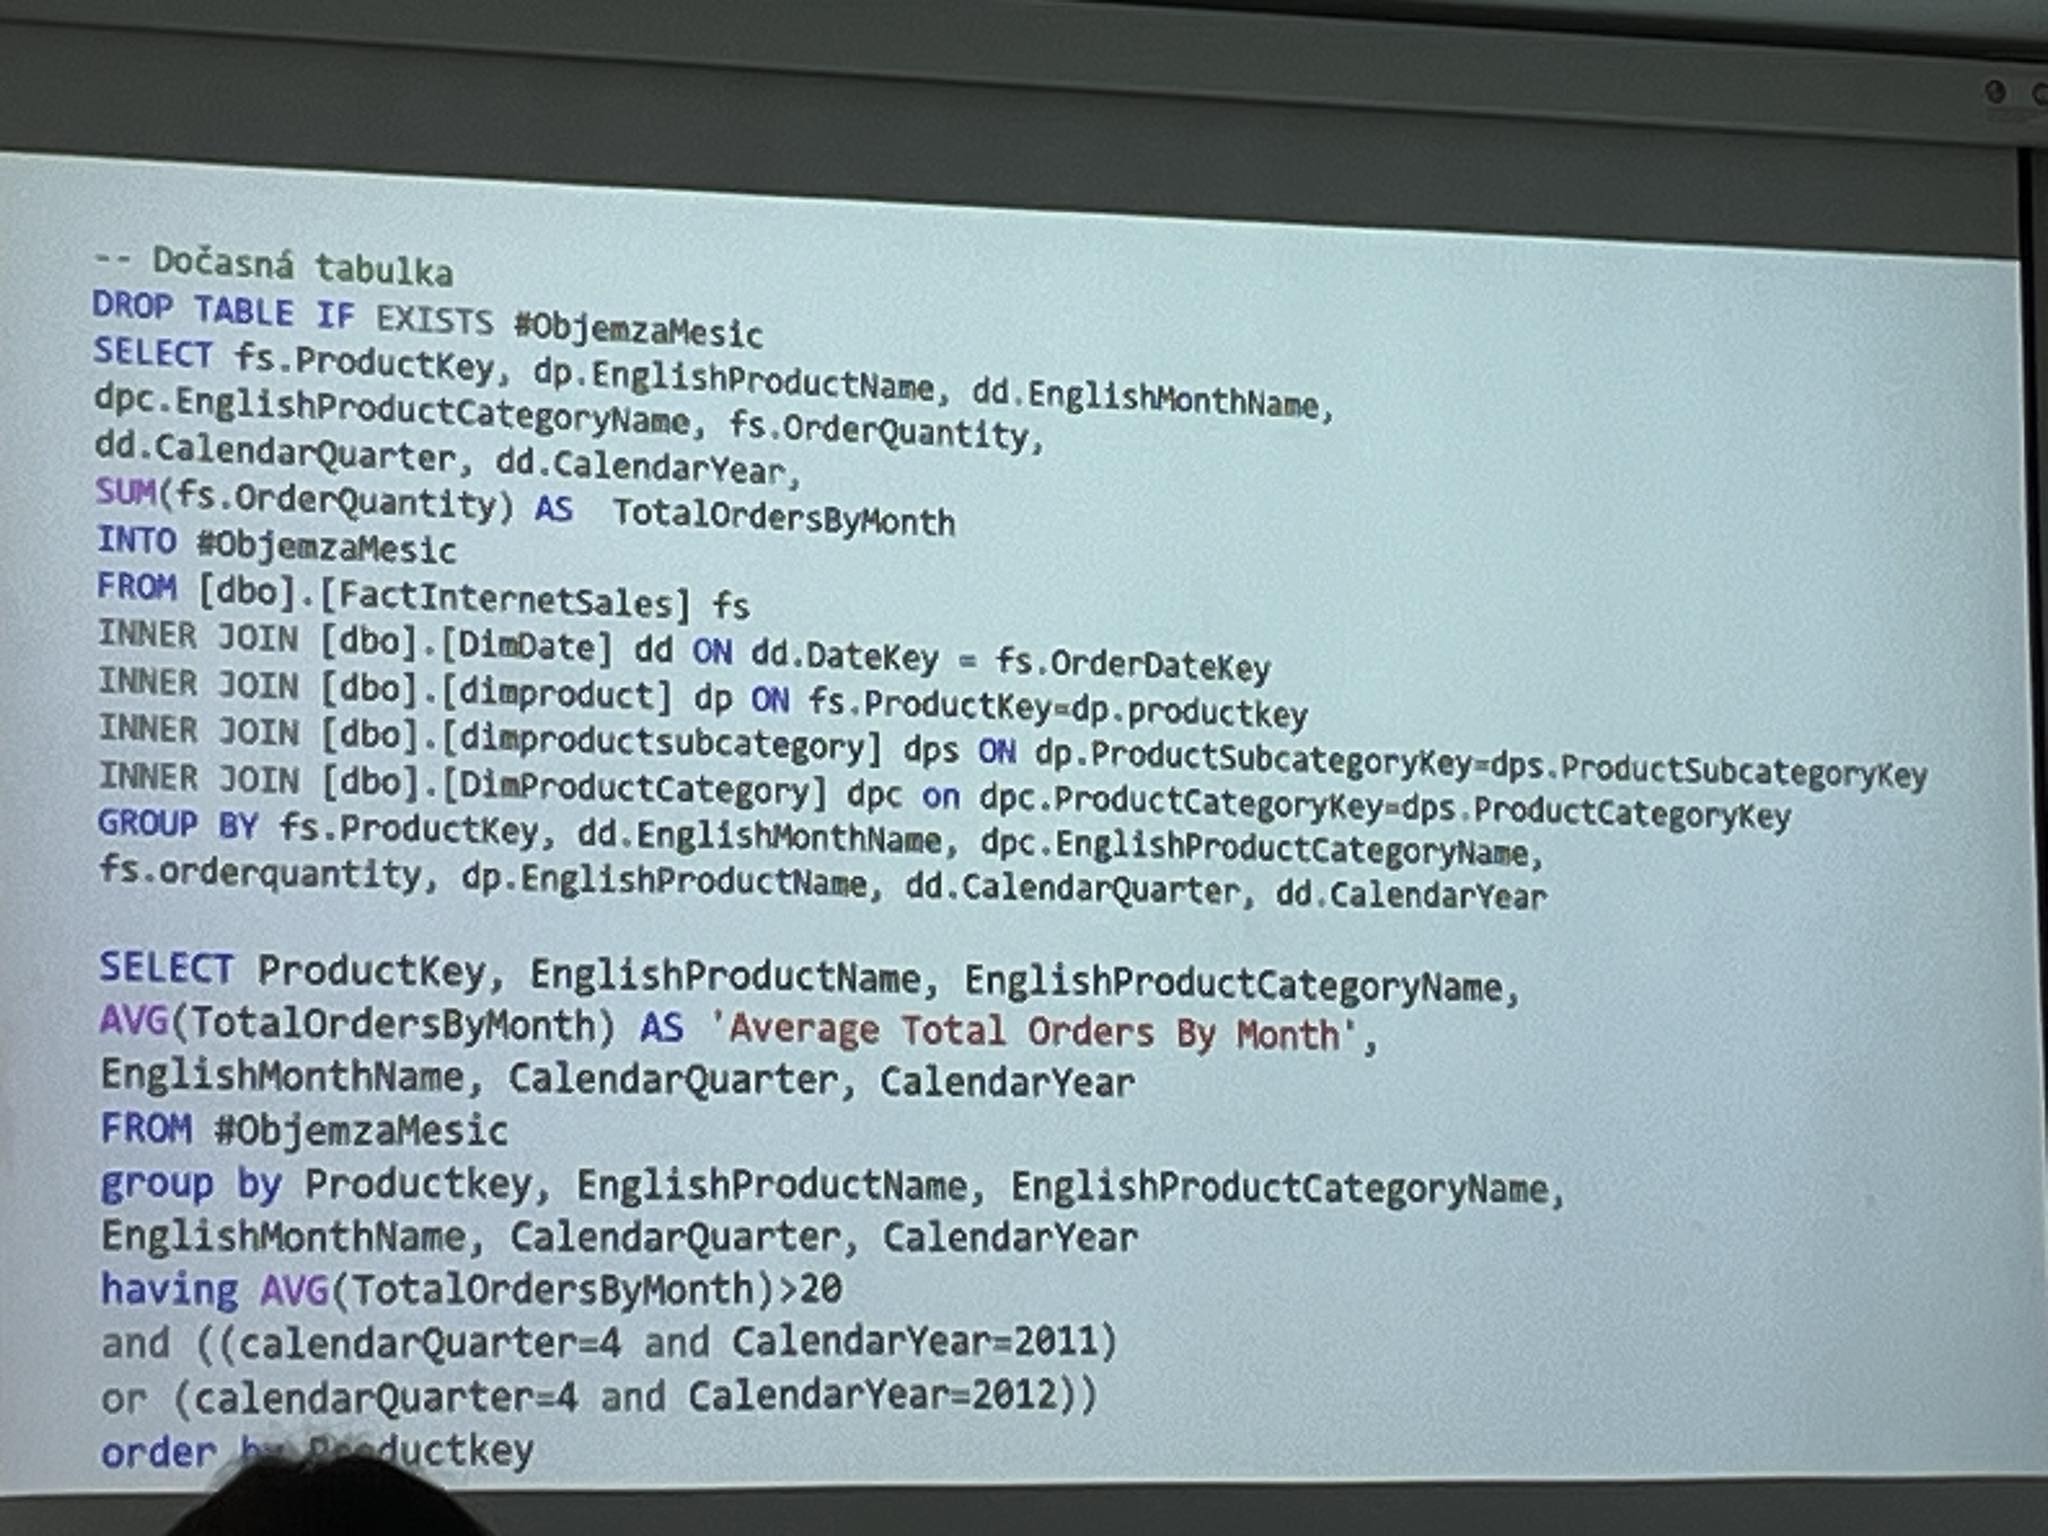 -- Dočasná tabulka
DROP TABLE IF EXISTS #ObjemzaMesic
SELECT fs.ProductKey, dp.EnglishProductName, dd.EnglishMonthName,
dpc.EnglishProductCategoryName, fs.OrderQuantity,
dd.CalendarQuarter, dd.CalendarYear,
SUM(fs.OrderQuantity) AS  TotalOrdersByMonth
INTO #ObjemzaMesic
FROM [dbo].[FactInternetSales] fs
INNER JOIN [dbo].[DimDate] dd ON dd.DateKey = fs.OrderDateKey
INNER JOIN [dbo].[dimproduct] dp ON fs.ProductKey=dp.productkey
INNER JOIN [dbo].[dimproductsubcategory] dps ON dp.ProductSubcategoryKey=dps.ProductSubcategoryKey
INNER JOIN [dbo].[DimProductCategory] dpc on dpc.ProductCategoryKey=dps.ProductCategoryKey
GROUP BY fs.ProductKey, dd.EnglishMonthName, dpc.EnglishProductCategoryName,
fs.orderquantity, dp.EnglishProductName, dd.CalendarQuarter, dd.CalendarYear
SELECT ProductKey, EnglishProductName, EnglishProductCategoryName,
AVG(TotalOrdersByMonth) AS 'Average Total Orders By Month',
EnglishMonthName, CalendarQuarter, CalendarYear
FROM #ObjemzaMesic
group by Productkey, EnglishProductName, EnglishProductCategoryName,
EnglishMonthName, CalendarQuarter, CalendarYear
having AVG(TotalOrdersByMonth)>20
and ((calendarQuarter=4 and CalendarYear=2011)
or (calendarQuarter=4 and CalendarYear=2012))
order by Productkey